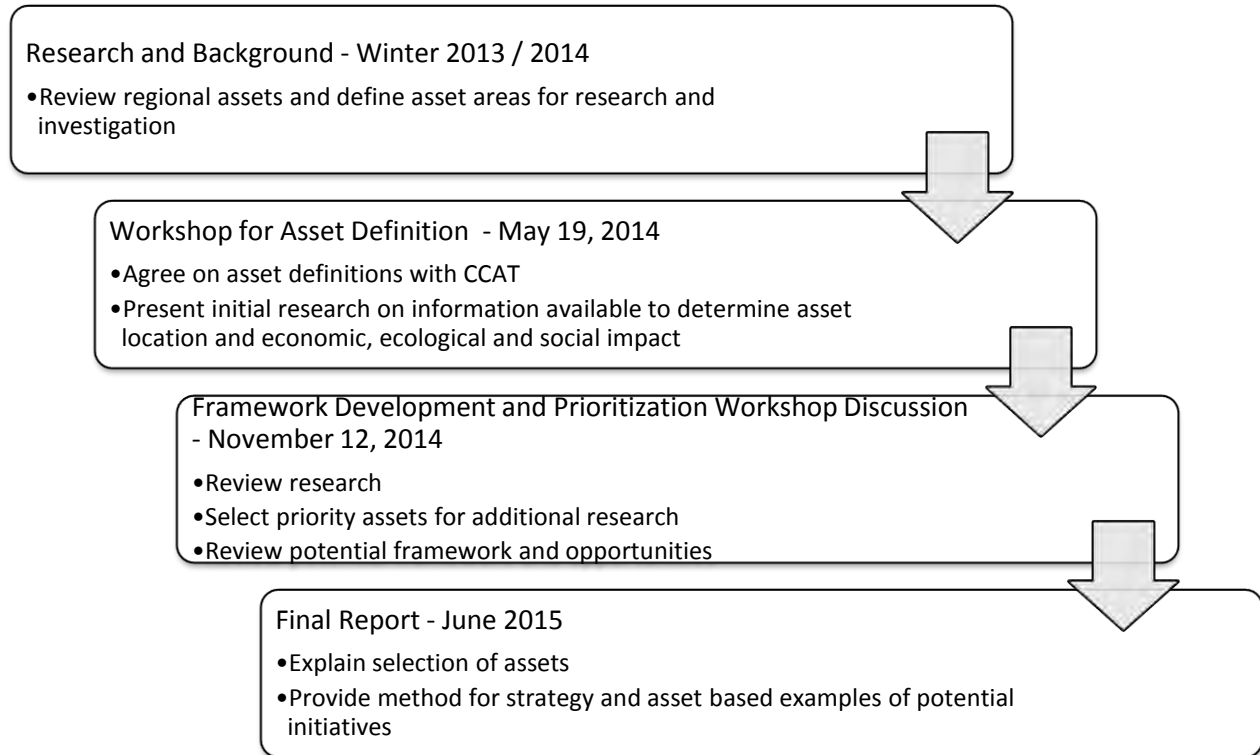 Research and Background - Winter 2013 / 2014
•Review regional assets and define asset areas for research and
investigation
Workshop for Asset Definition  - May 19, 2014
•Agree on asset definitions with CCAT
•Present initial research on information available to determine asset
location and economic, ecological and social impact
Framework Development and Prioritization Workshop Discussion
- November 12, 2014
•Review research
•Select priority assets for additional research
•Review potential framework and opportunities
Final Report - June 2015
•Explain selection of assets
•Provide method for strategy and asset based examples of potential
initiatives